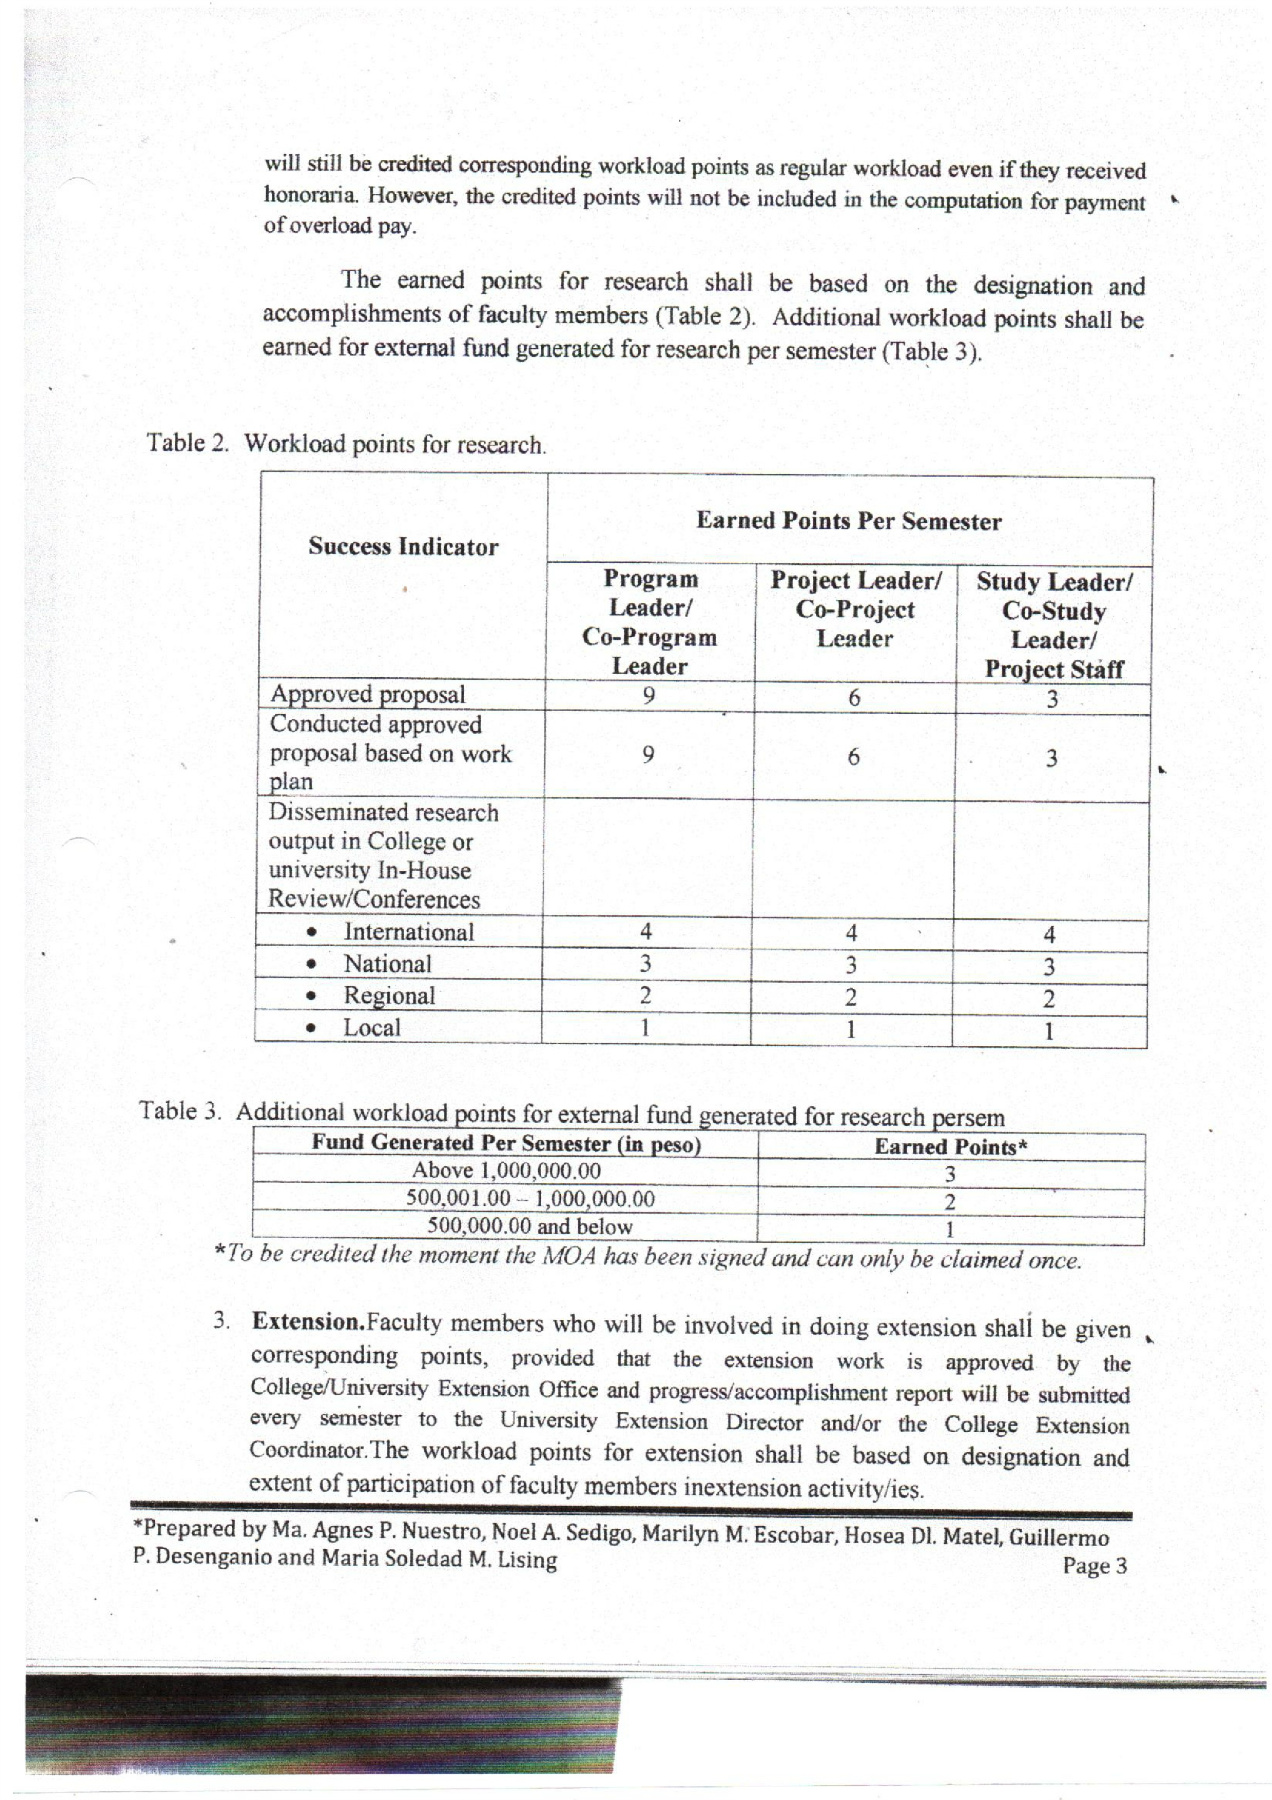 will still be credited corresponding workload points as regular workload even if they received
honoraria. However, the credited points will not be included in the computation for payment
of overload pay.
The earned points for research shall be based on the designation and
accomplishments of faculty members (Table 2). Additional workload points shall be
earned for external fund generated for research per semester (Table 3).
Table 2. Workload points for research.
Success Indicator
Earned Points Per Semester
Program
Leader/
Co-Program
Leader
Project Leader/
Co-Project
Leader
Study Leader/
Co-Study
Leader/
Project Staff
Approved proposal 9 6 3
Conducted approved
proposal based on work 9 6 3
plan
Disseminated research
output in College or
university In-House
Review/Conferences
• International 4 4 4
• National 3 3 3
• Regional 2 2 2
• Local 1 1 1
Table 3. Additional workload points for external fund generated for research persem
Fund Generated Per Semester (in peso) Earned Points*
Above 1,000,000.00 3
500,001.00 – 1,000,000.00 2
500,000.00 and below 1
*To be credited the moment the MOA has been signed and can only be claimed once.
3. Extension.Faculty members who will be involved in doing extension shall be given
corresponding points, provided that the extension work is approved by the
College/University Extension Office and progress/accomplishment report will be submitted
every semester to the University Extension Director and/or the College Extension
Coordinator.The workload points for extension shall be based on designation and
extent of participation of faculty members inextension activity/ies.
*Prepared by Ma. Agnes P. Nuestro, Noel A. Sedigo, Marilyn M. Escobar, Hosea Dl. Matel, Guillermo
P. Desenganio and Maria Soledad M. Lising
Page 3